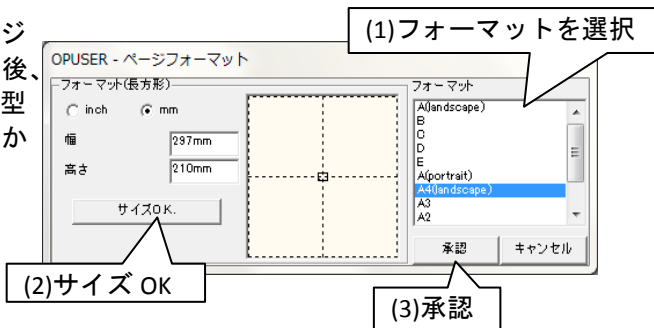 ジ
後、
型
か
(1)フォーマットを選択
OPUSER - ページフォーマット
フォーマット(長方形)
inch
mm
幅
297mm
高さ
210mm
サイズOK.
フォーマット
A(landscape)
B
C
D
E
A(portrait)
A4(landscape)
A3
A2
承認
キャンセル
(2)サイズ OK
(3)承認